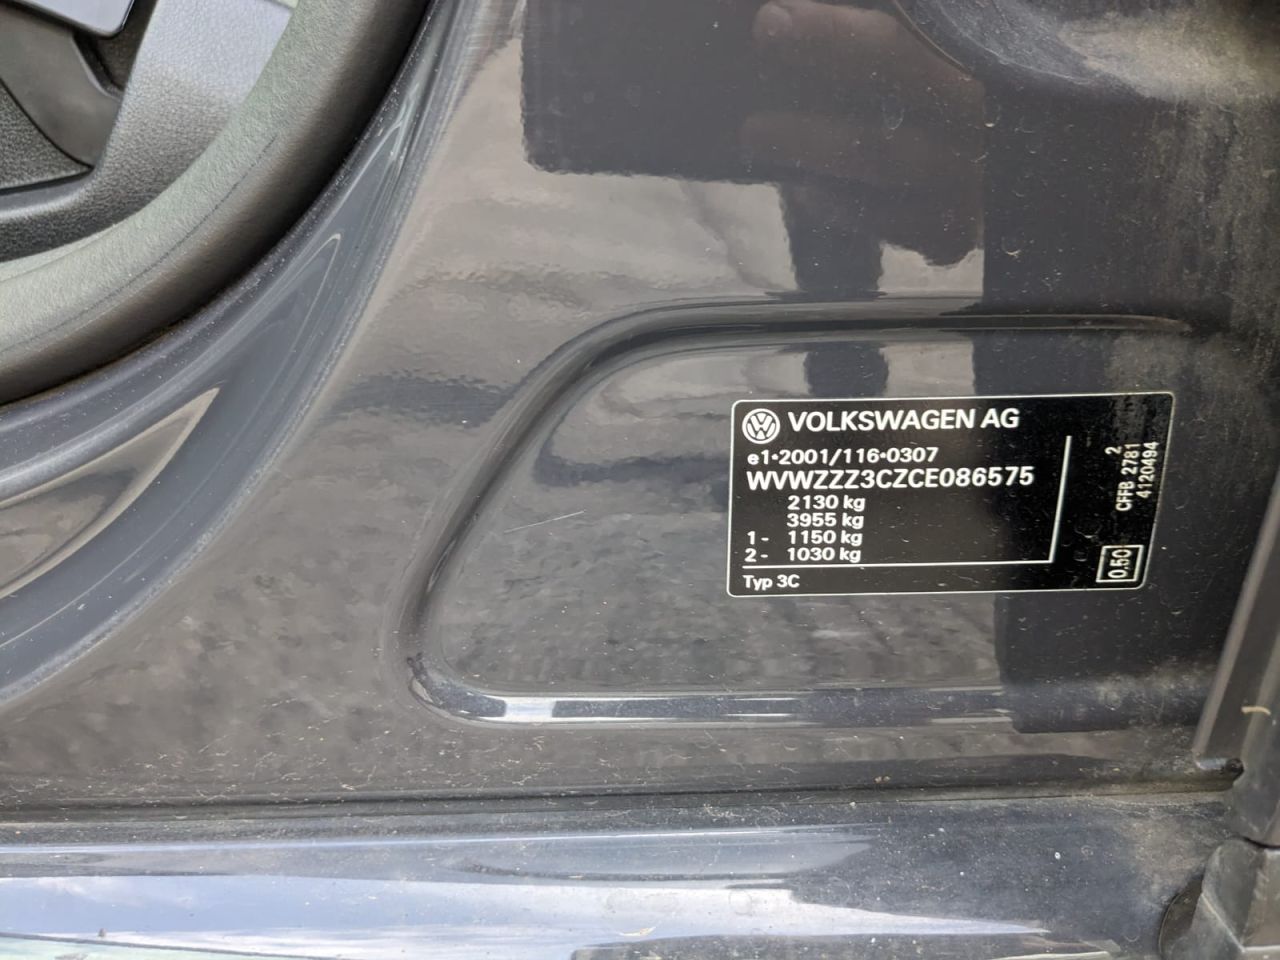 VOLKSWAGEN AG
e1•2001/116•0307
WVWZZZ3CZCE086575
2130 kg
3955 kg
1 - 1150 kg
2 - 1030 kg
Typ 3C
2
CFFB 2781
4120494
0,50